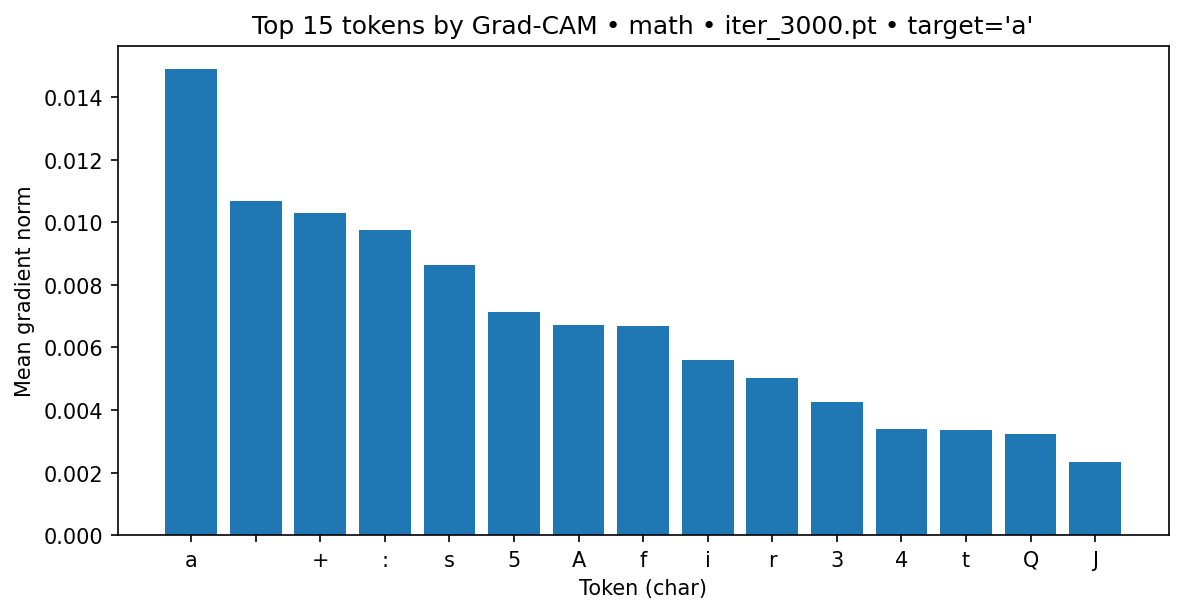 Top 15 tokens by Grad-CAM • math • iter_3000.pt • target='a'
Mean gradient norm
0.014
0.012
0.010
0.008
0.006
0.004
0.002
0.000
a + : s 5 A f i r 3 4 t Q J
Token (char)